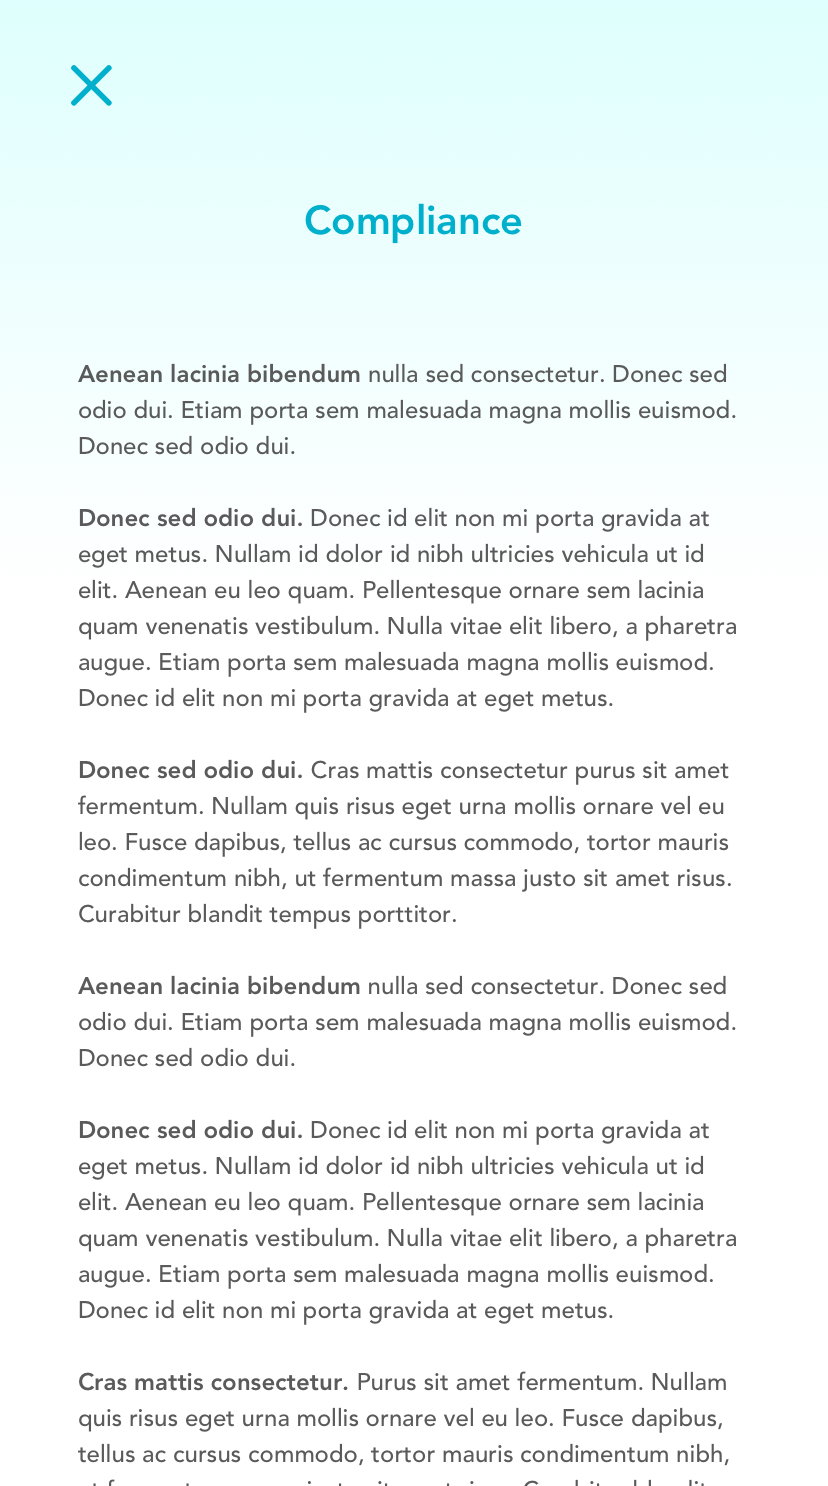 Compliance
Aenean lacinia bibendum nulla sed consectetur. Donec sed
odio dui. Etiam porta sem malesuada magna mollis euismod.
Donec sed odio dui.
Donec sed odio dui. Donec id elit non mi porta gravida at
eget metus. Nullam id dolor id nibh ultricies vehicula ut id
elit. Aenean eu leo quam. Pellentesque ornare sem lacinia
quam venenatis vestibulum. Nulla vitae elit libero, a pharetra
augue. Etiam porta sem malesuada magna mollis euismod.
Donec id elit non mi porta gravida at eget metus.
Donec sed odio dui. Cras mattis consectetur purus sit amet
fermentum. Nullam quis risus eget urna mollis ornare vel eu
leo. Fusce dapibus, tellus ac cursus commodo, tortor mauris
condimentum nibh, ut fermentum massa justo sit amet risus.
Curabitur blandit tempus porttitor.
Aenean lacinia bibendum nulla sed consectetur. Donec sed
odio dui. Etiam porta sem malesuada magna mollis euismod.
Donec sed odio dui.
Donec sed odio dui. Donec id elit non mi porta gravida at
eget metus. Nullam id dolor id nibh ultricies vehicula ut id
elit. Aenean eu leo quam. Pellentesque ornare sem lacinia
quam venenatis vestibulum. Nulla vitae elit libero, a pharetra
augue. Etiam porta sem malesuada magna mollis euismod.
Donec id elit non mi porta gravida at eget metus.
Cras mattis consectetur. Purus sit amet fermentum. Nullam
quis risus eget urna mollis ornare vel eu leo. Fusce dapibus,
tellus ac cursus commodo, tortor mauris condimentum nibh,